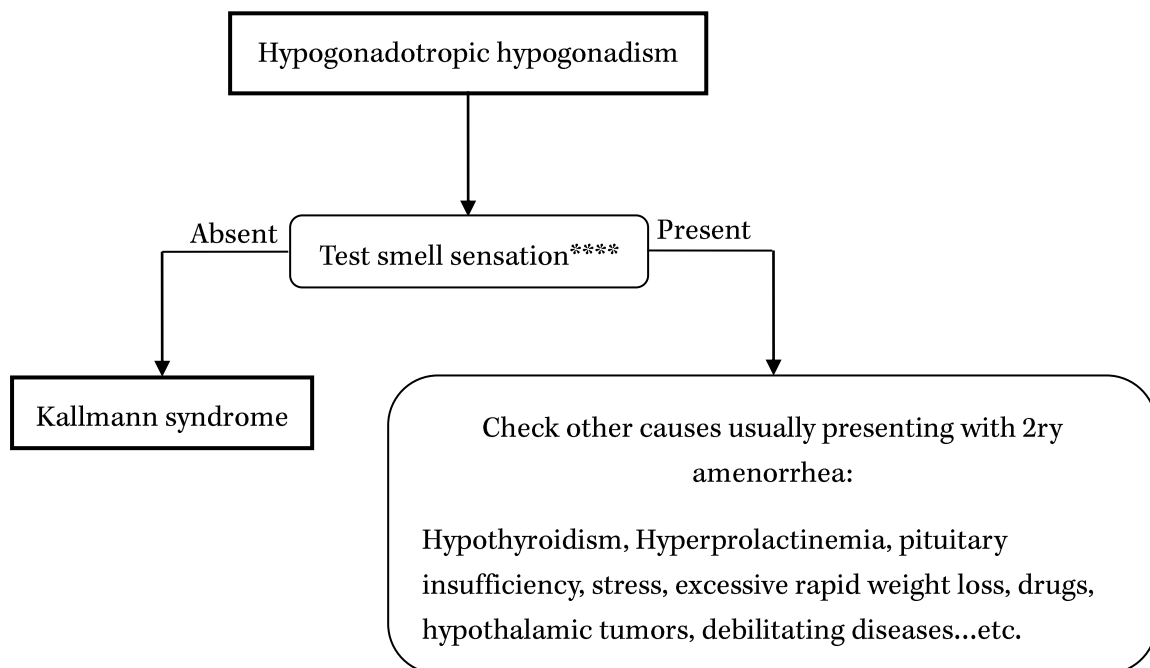 Hypogonadotropic hypogonadism
Absent
Present
Test smell sensation****
Kallmann syndrome
Check other causes usually presenting with 2ry
amenorrhea:
Hypothyroidism, Hyperprolactinemia, pituitary
insufficiency, stress, excessive rapid weight loss, drugs,
hypothalamic tumors, debilitating diseases...etc.